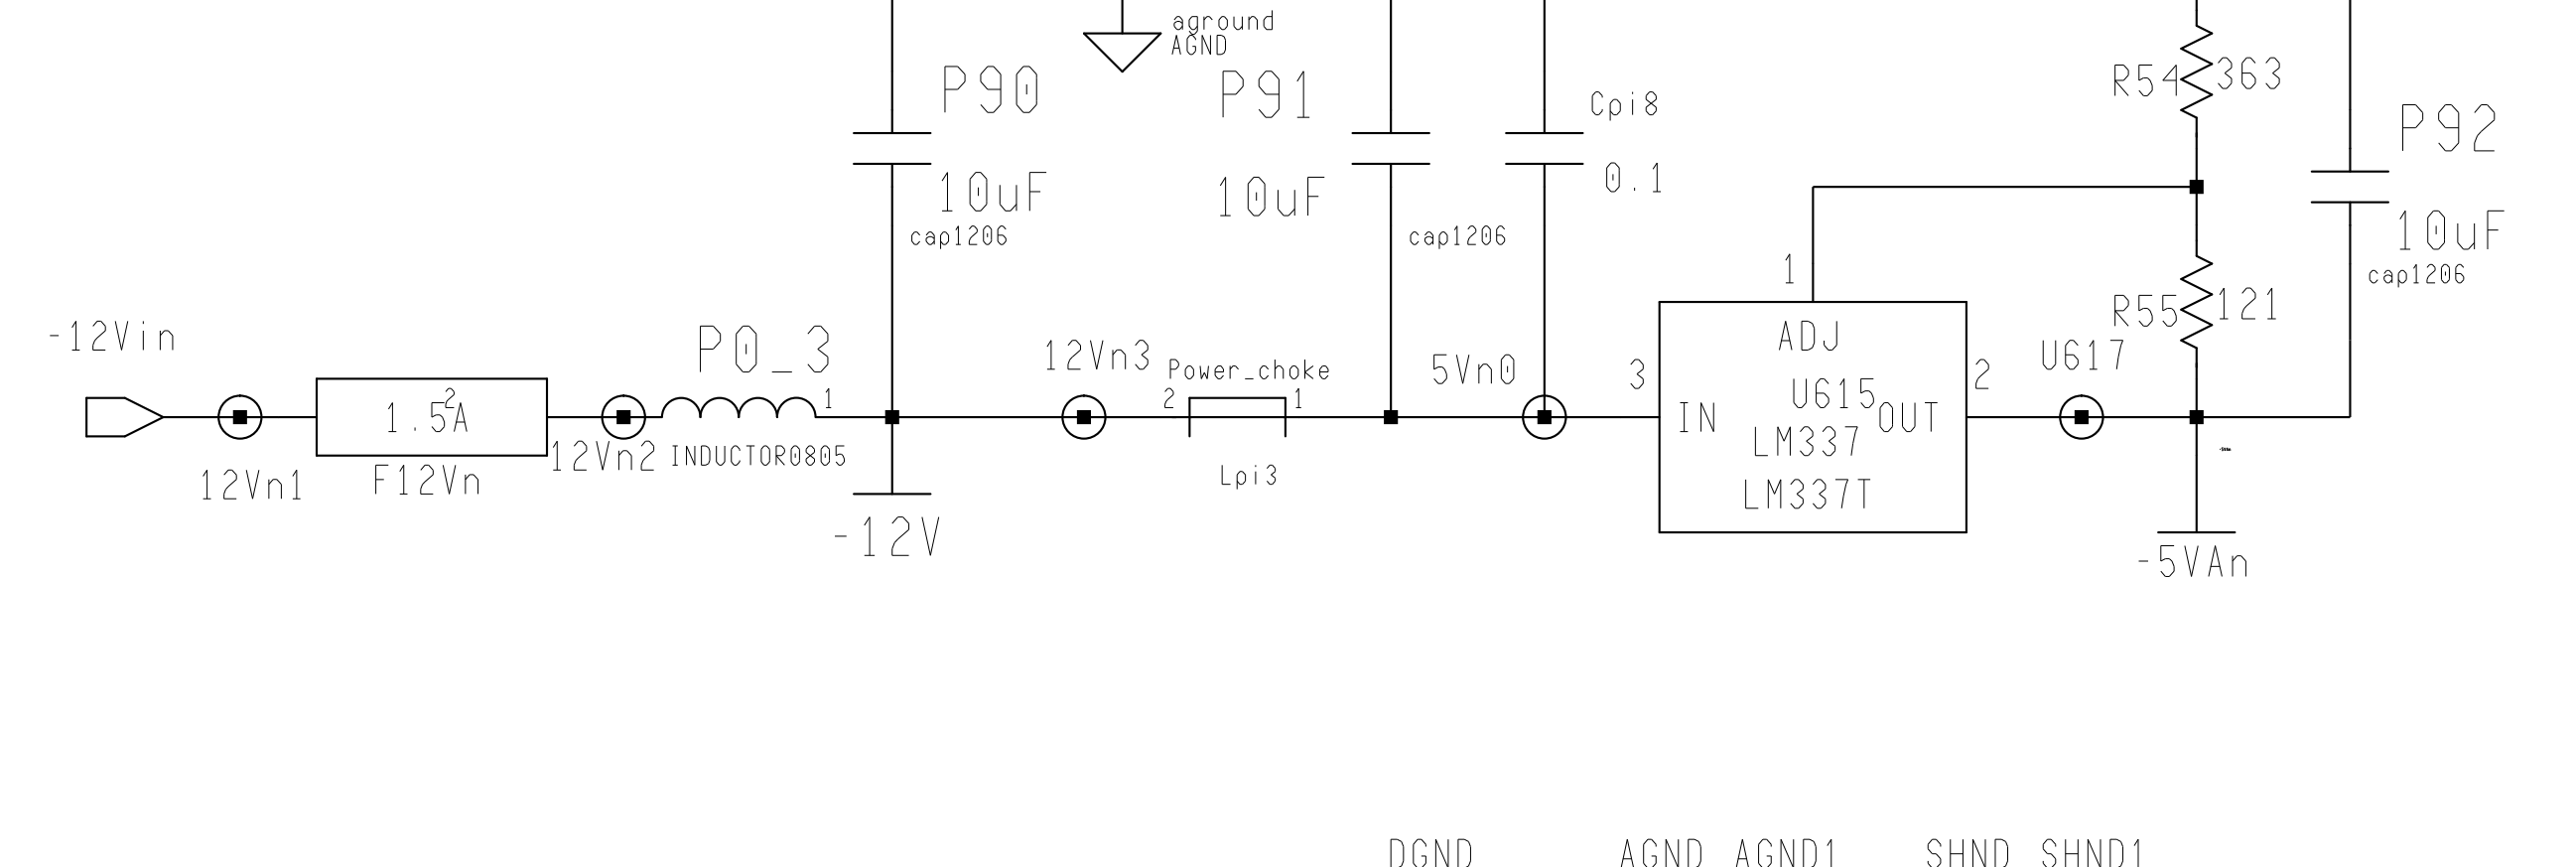 aground
AGND
P90
10uF
cap1206
P91
10uF
cap1206
Cpi8
0.1
R54
363
P92
10uF
cap1206
1
R55
121
-12Vin
P0_3
12Vn3
Power_choke
2
1
5Vn0
3
ADJ
2
U617
2
1.5A
1
U615
IN
OUT
LM337
LM337T
12Vn1
F12Vn
12Vn2
INDUCTOR0805
Lpi3
-12V
-5VAn
DGND AGND AGND1 SHND SHND1